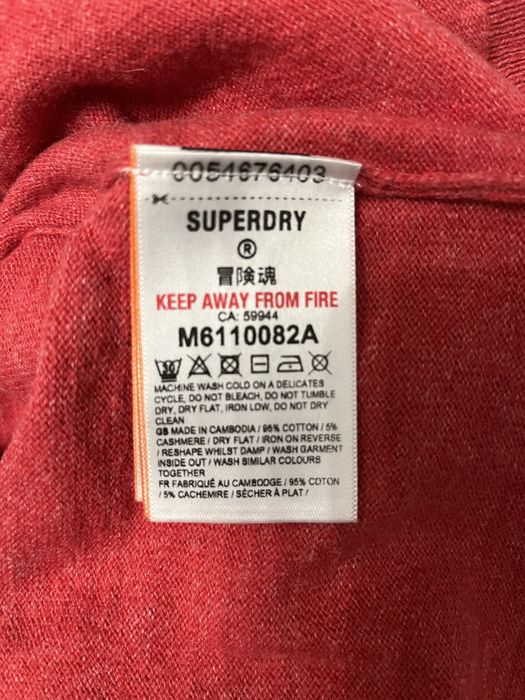 0054676403
SUPERDRY
®
冒険魂
KEEP AWAY FROM FIRE
CA: 59944
M6110082A
30
MACHINE WASH COLD ON A DELICATES
CYCLE, DO NOT BLEACH, DO NOT TUMBLE
DRY, DRY FLAT, IRON LOW, DO NOT DRY
CLEAN
GB MADE IN CAMBODIA / 95% COTTON / 5%
CASHMERE / DRY FLAT / IRON ON REVERSE
/ RESHAPE WHILST DAMP / WASH GARMENT
INSIDE OUT / WASH SIMILAR COLOURS
TOGETHER
FR FABRIQUÉ AU CAMBODGE / 95% COTON
/ 5% CACHEMIRE / SÉCHER À PLAT /